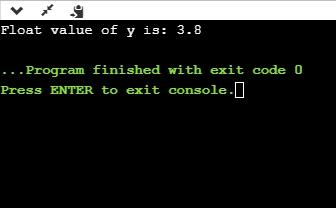 Float value of y is: 3.8
...Program finished with exit code 0
Press ENTER to exit console.